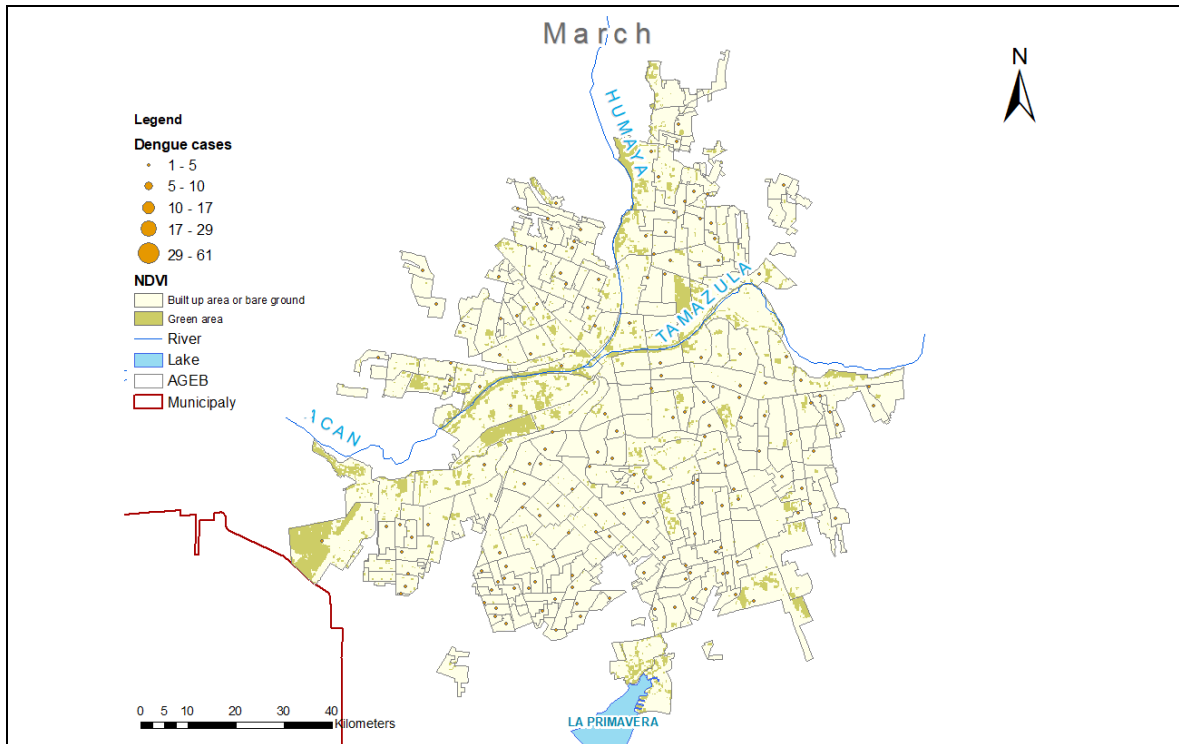 March
N
HUMAYA
Legend
Dengue cases
1 - 5
5 - 10
10 - 17
17 - 29
29 - 61
NDVI
Built up area or bare ground
Green area
River
Lake
AGEB
Municipaly
TAMAZULA
ACAN
0 5 10 20 30 40
Kilometers
LA PRIMAVERA